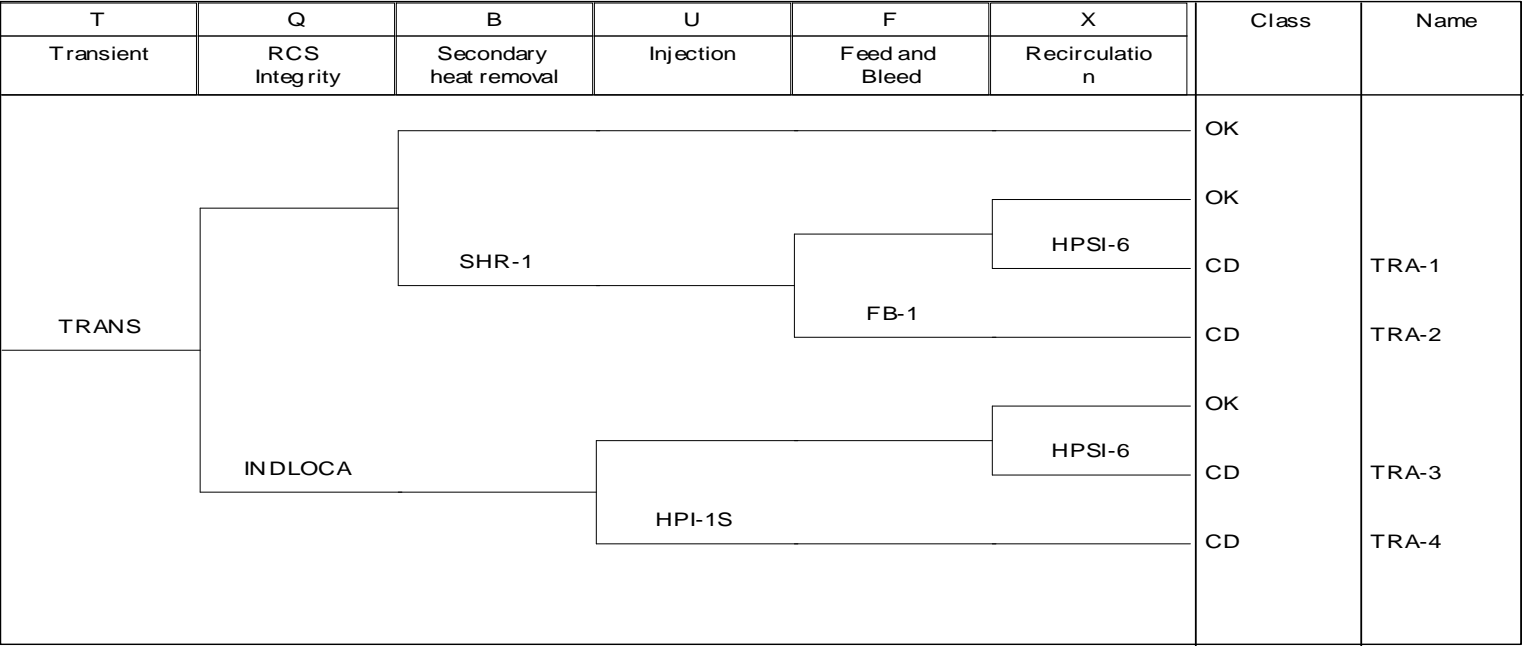 T Q B U F X Class Name
Transient RCS Secondary Injection Feed and Recirculatio
Integrity heat removal Bleed n
OK
OK
HPSI-6
SHR-1
CD TRA-1
FB-1
TRANS
CD TRA-2
OK
HPSI-6
INDLOCA
CD TRA-3
HPI-1S
CD TRA-4